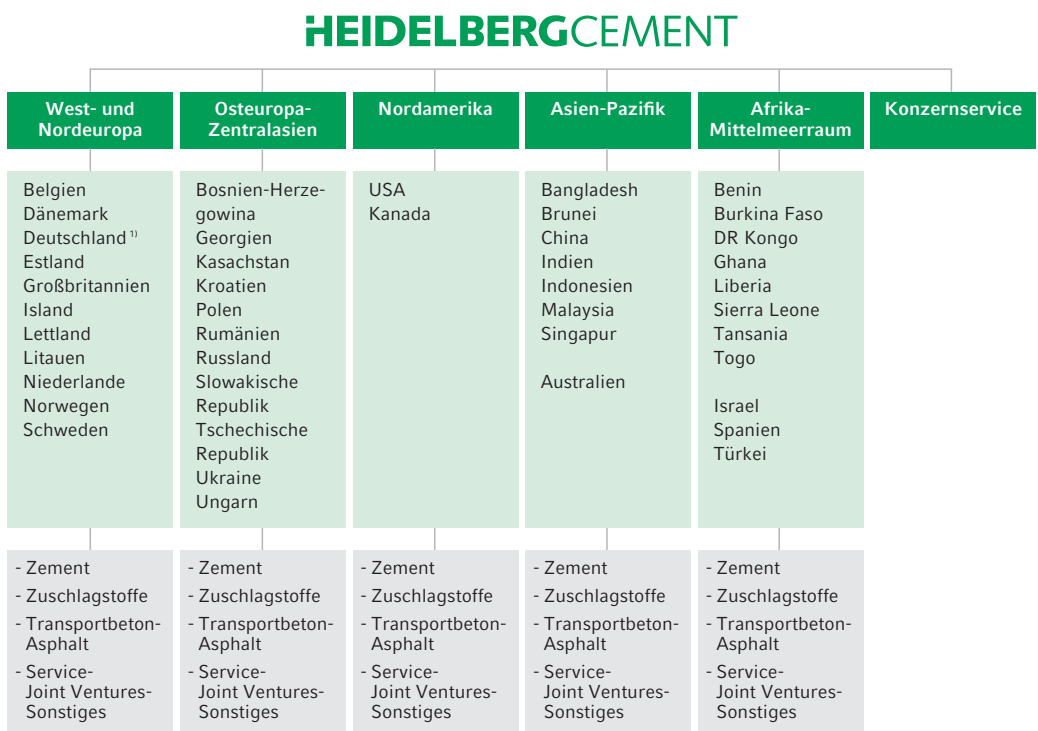 HEIDELBERGCEMENT
West- und
Nordeuropa
Osteuropa-
Zentralasien
Nordamerika
Asien-Pazifik
Afrika-
Mittelmeerraum
Konzernservice
Belgien
Dänemark
Deutschland 1)
Estland
Großbritannien
Island
Lettland
Litauen
Niederlande
Norwegen
Schweden
Bosnien-Herze-
gowina
Georgien
Kasachstan
Kroatien
Polen
Rumänien
Russland
Slowakische
Republik
Tschechische
Republik
Ukraine
Ungarn
USA
Kanada
Bangladesh
Brunei
China
Indien
Indonesien
Malaysia
Singapur
Australien
Benin
Burkina Faso
DR Kongo
Ghana
Liberia
Sierra Leone
Tansania
Togo
Israel
Spanien
Türkei
- Zement
- Zuschlagstoffe
- Transportbeton-
Asphalt
- Service-
Joint Ventures-
Sonstiges
- Zement
- Zuschlagstoffe
- Transportbeton-
Asphalt
- Service-
Joint Ventures-
Sonstiges
- Zement
- Zuschlagstoffe
- Transportbeton-
Asphalt
- Service-
Joint Ventures-
Sonstiges
- Zement
- Zuschlagstoffe
- Transportbeton-
Asphalt
- Service-
Joint Ventures-
Sonstiges
- Zement
- Zuschlagstoffe
- Transportbeton-
Asphalt
- Service-
Joint Ventures-
Sonstiges